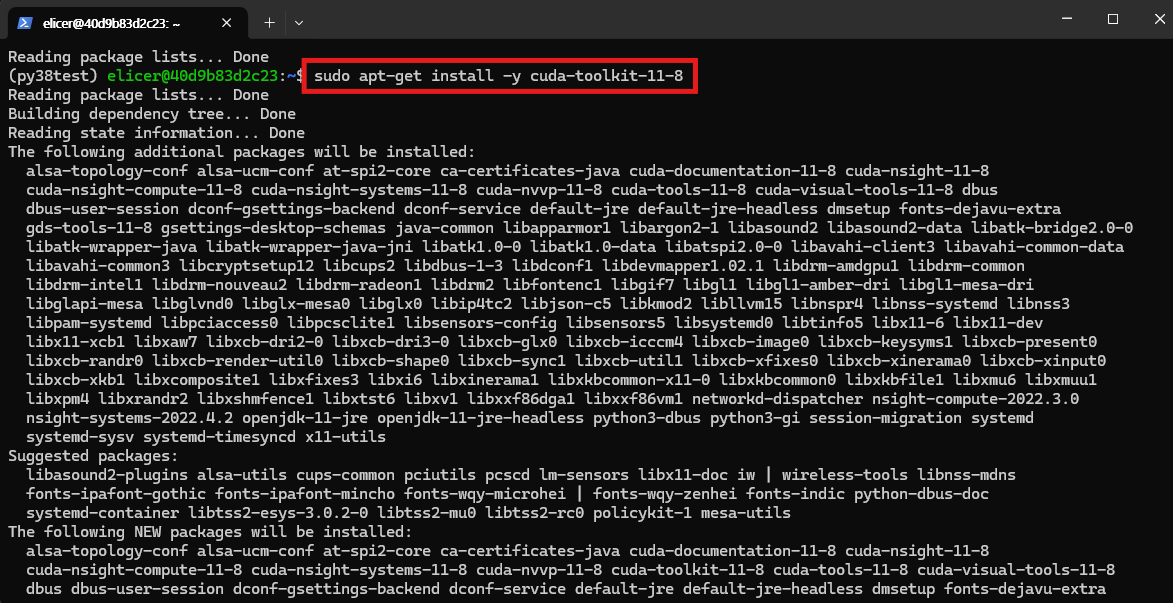 elicer@40d9b83d2c23: ~
Reading package lists... Done
(py38test) elicer@40d9b83d2c23:~$ sudo apt-get install -y cuda-toolkit-11-8
Reading package lists... Done
Building dependency tree... Done
Reading state information... Done
The following additional packages will be installed:
  alsa-topology-conf alsa-ucm-conf at-spi2-core ca-certificates-java cuda-documentation-11-8 cuda-nsight-11-8
  cuda-nsight-compute-11-8 cuda-nsight-systems-11-8 cuda-nvvp-11-8 cuda-tools-11-8 cuda-visual-tools-11-8 dbus
  dbus-user-session dconf-gsettings-backend dconf-service default-jre default-jre-headless dmsetup fonts-dejavu-extra
  gds-tools-11-8 gsettings-desktop-schemas java-common libapparmor1 libargon2-1 libasound2 libasound2-data libatk-bridge2.0-0
  libatk-wrapper-java libatk-wrapper-java-jni libatk1.0-0 libatk1.0-data libatspi2.0-0 libavahi-client3 libavahi-common-data
  libavahi-common3 libcryptsetup12 libcups2 libdbus-1-3 libdconf1 libdevmapper1.02.1 libdrm-amdgpu1 libdrm-common
  libdrm-intel1 libdrm-nouveau2 libdrm-radeon1 libdrm2 libfontenc1 libgif7 libgl1 libgl1-amber-dri libgl1-mesa-dri
  libglapi-mesa libglvnd0 libglx-mesa0 libglx0 libip4tc2 libjson-c5 libkmod2 libllvm15 libnspr4 libnss-systemd libnss3
  libpam-systemd libpciaccess0 libpcsclite1 libsensors-config libsensors5 libsystemd0 libtinfo5 libx11-6 libx11-dev
  libx11-xcb1 libxaw7 libxcb-dri2-0 libxcb-dri3-0 libxcb-glx0 libxcb-icccm4 libxcb-image0 libxcb-keysyms1 libxcb-present0
  libxcb-randr0 libxcb-render-util0 libxcb-shape0 libxcb-sync1 libxcb-util1 libxcb-xfixes0 libxcb-xinerama0 libxcb-xinput0
  libxcb-xkb1 libxcomposite1 libxfixes3 libxi6 libxinerama1 libxkbcommon-x11-0 libxkbcommon0 libxkbfile1 libxmu6 libxmuu1
  libxpm4 libxrandr2 libxshmfence1 libxtst6 libxv1 libxxf86dga1 libxxf86vm1 networkd-dispatcher nsight-compute-2022.3.0
  nsight-systems-2022.4.2 openjdk-11-jre openjdk-11-jre-headless python3-dbus python3-gi session-migration systemd
  systemd-sysv systemd-timesyncd x11-utils
Suggested packages:
  libasound2-plugins alsa-utils cups-common pciutils pcscd lm-sensors libx11-doc iw | wireless-tools libnss-mdns
  fonts-ipafont-gothic fonts-ipafont-mincho fonts-wqy-microhei | fonts-wqy-zenhei fonts-indic python-dbus-doc
  systemd-container libtss2-esys-3.0.2-0 libtss2-mu0 libtss2-rc0 policykit-1 mesa-utils
The following NEW packages will be installed:
  alsa-topology-conf alsa-ucm-conf at-spi2-core ca-certificates-java cuda-documentation-11-8 cuda-nsight-11-8
  cuda-nsight-compute-11-8 cuda-nsight-systems-11-8 cuda-nvvp-11-8 cuda-toolkit-11-8 cuda-tools-11-8 cuda-visual-tools-11-8
  dbus dbus-user-session dconf-gsettings-backend dconf-service default-jre default-jre-headless dmsetup fonts-dejavu-extra